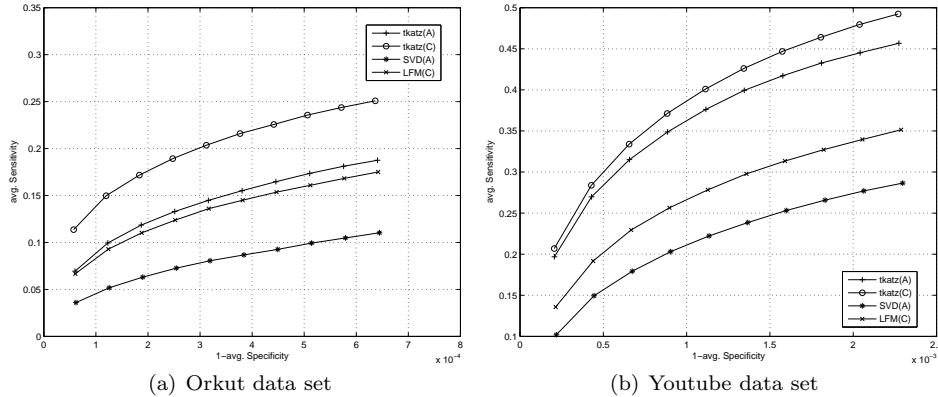 0.35
0.3
0.25
0.2
0.15
0.1
0.05
0
avg. Sensitivity
tkatz(A)
tkatz(C)
SVD(A)
LFM(C)
0 1 2 3 4 5 6 7 8
x 10⁻⁴
1−avg. Specificity
(a) Orkut data set
0.5
0.45
0.4
0.35
0.3
0.25
0.2
0.15
0.1
avg. Sensitivity
tkatz(A)
tkatz(C)
SVD(A)
LFM(C)
0 0.5 1 1.5 2 2.5
x 10⁻³
1−avg. Specificity
(b) Youtube data set